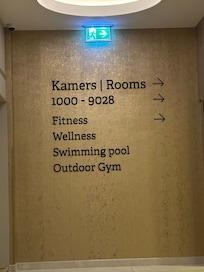 Kamers | Rooms →
1000 - 9028 →
Fitness →
Wellness
Swimming pool
Outdoor Gym